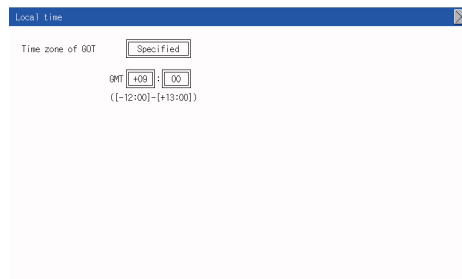 Local time
Time zone of GOT Specified
GMT +09 : 00
([-12:00]-[+13:00])